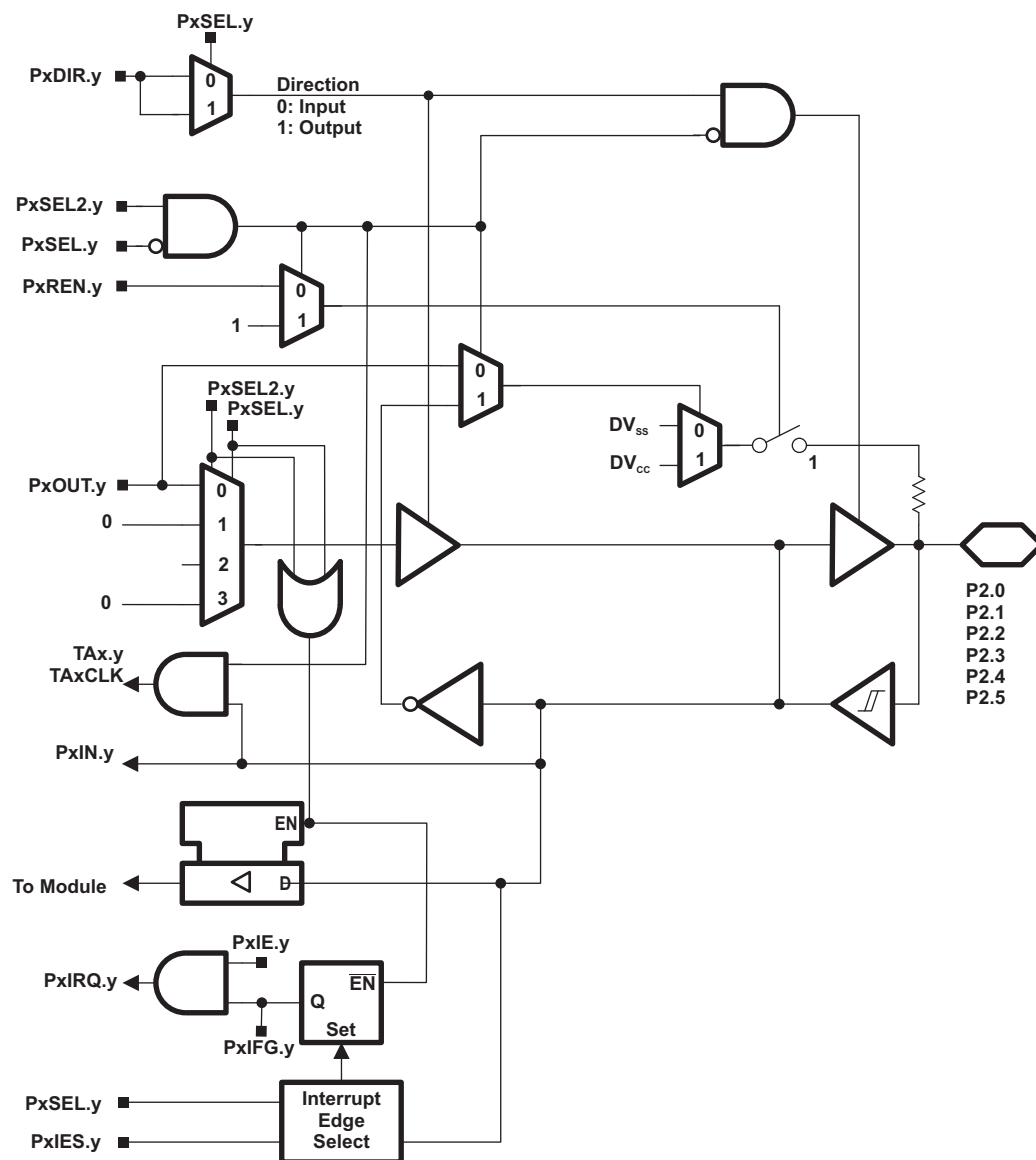 PxSEL.y
PxDIR.y
0
1
Direction
0: Input
1: Output
PxSEL2.y
PxSEL.y
PxREN.y
0
1
1
0
1
PxSEL2.y
PxSEL.y
DVSS
0
DVCC
1
1
PxOUT.y
0
0
1
2
0
3
P2.0
P2.1
P2.2
P2.3
P2.4
P2.5
TAx.y
TAxCLK
PxIN.y
EN
To Module
D
PxIE.y
PxIRQ.y
EN
Q
Set
PxIFG.y
PxSEL.y
PxIES.y
Interrupt
Edge
Select